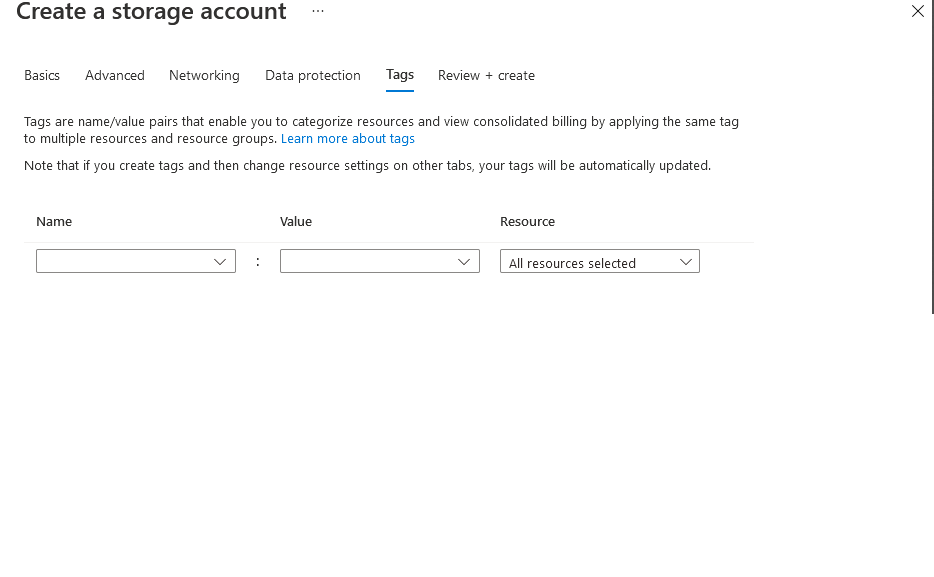 Create a storage account ...
Basics Advanced Networking Data protection Tags Review + create
Tags are name/value pairs that enable you to categorize resources and view consolidated billing by applying the same tag
to multiple resources and resource groups. Learn more about tags
Note that if you create tags and then change resource settings on other tabs, your tags will be automatically updated.
Name Value Resource
: All resources selected